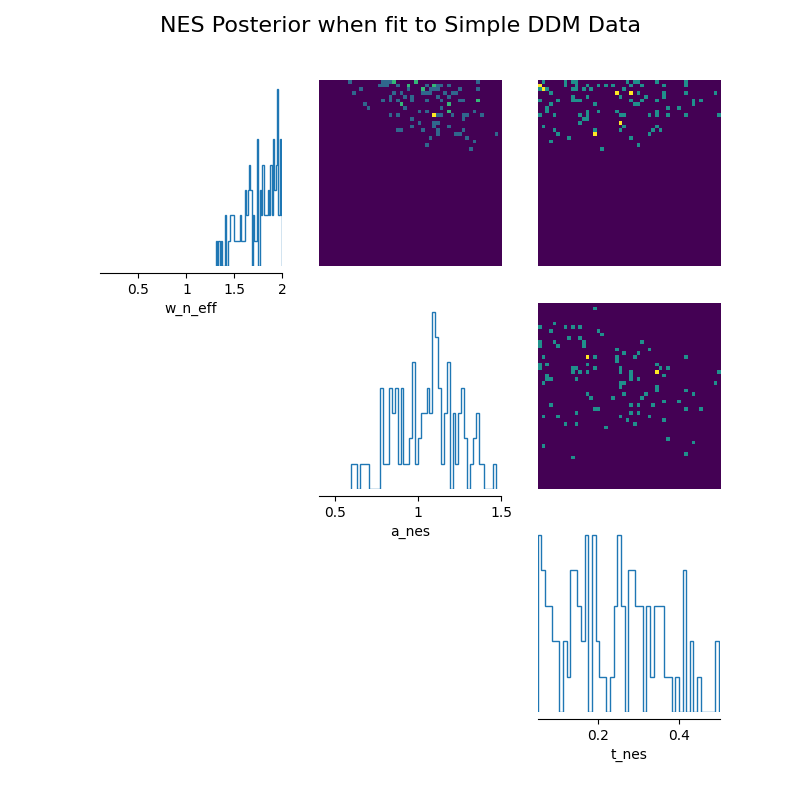 NES Posterior when fit to Simple DDM Data
0.5 1 1.5 2
w_n_eff
0.5 1 1.5
a_nes
0.2 0.4
t_nes